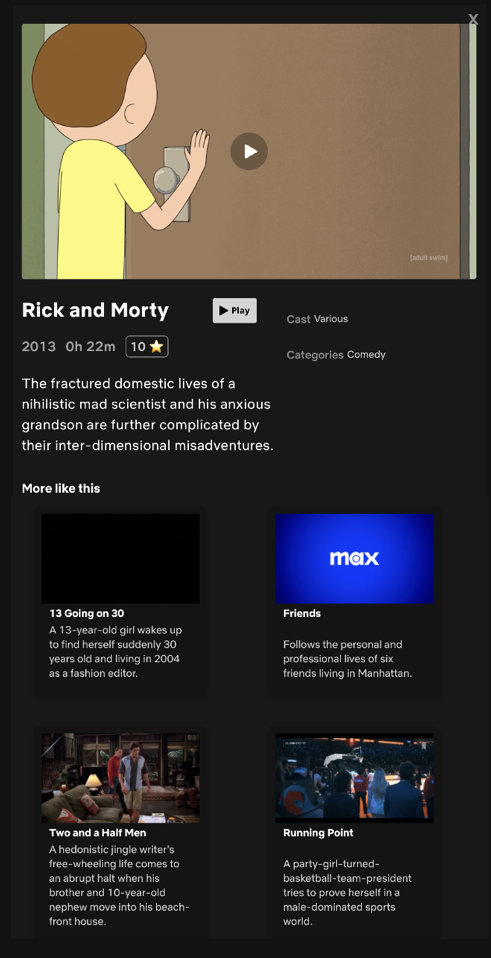 X
[adult swim]
Rick and Morty
Play
Cast Various
2013 0h 22m 10
Categories Comedy
The fractured domestic lives of a
nihilistic mad scientist and his anxious
grandson are further complicated by
their inter-dimensional misadventures.
More like this
max
13 Going on 30
A 13-year-old girl wakes up
to find herself suddenly 30
years old and living in 2004
as a fashion editor.
Friends
Follows the personal and
professional lives of six
friends living in Manhattan.
Two and a Half Men
A hedonistic jingle writer's
free-wheeling life comes to
an abrupt halt when his
brother and 10-year-old
nephew move into his beach-
front house.
Running Point
A party-girl-turned-
basketball-team-president
tries to prove herself in a
male-dominated sports
world.